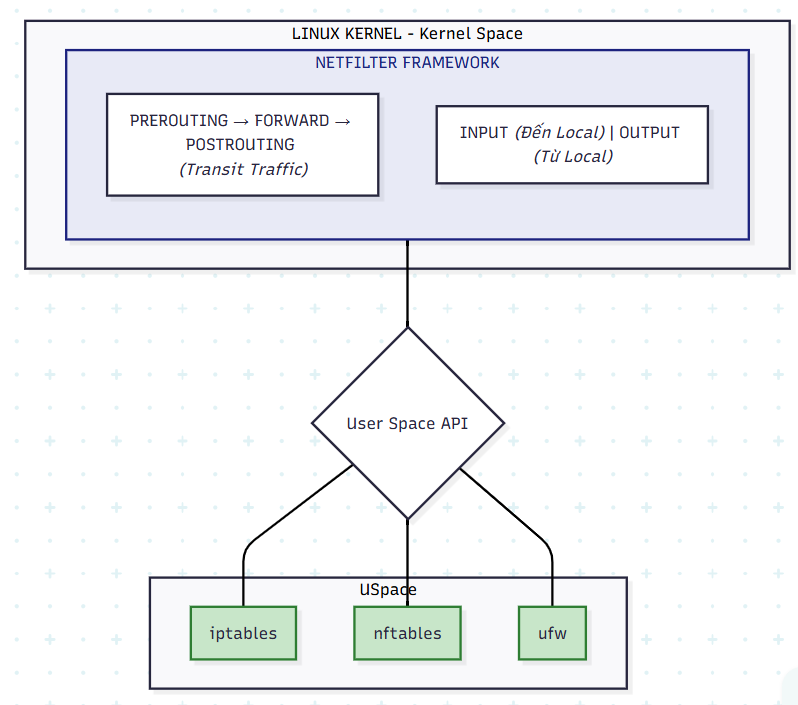 LINUX KERNEL - Kernel Space
NETFILTER FRAMEWORK
PREROUTING → FORWARD →
POSTROUTING
(Transit Traffic)
INPUT (Đến Local) | OUTPUT
(Từ Local)
User Space API
USpace
iptables
nftables
ufw